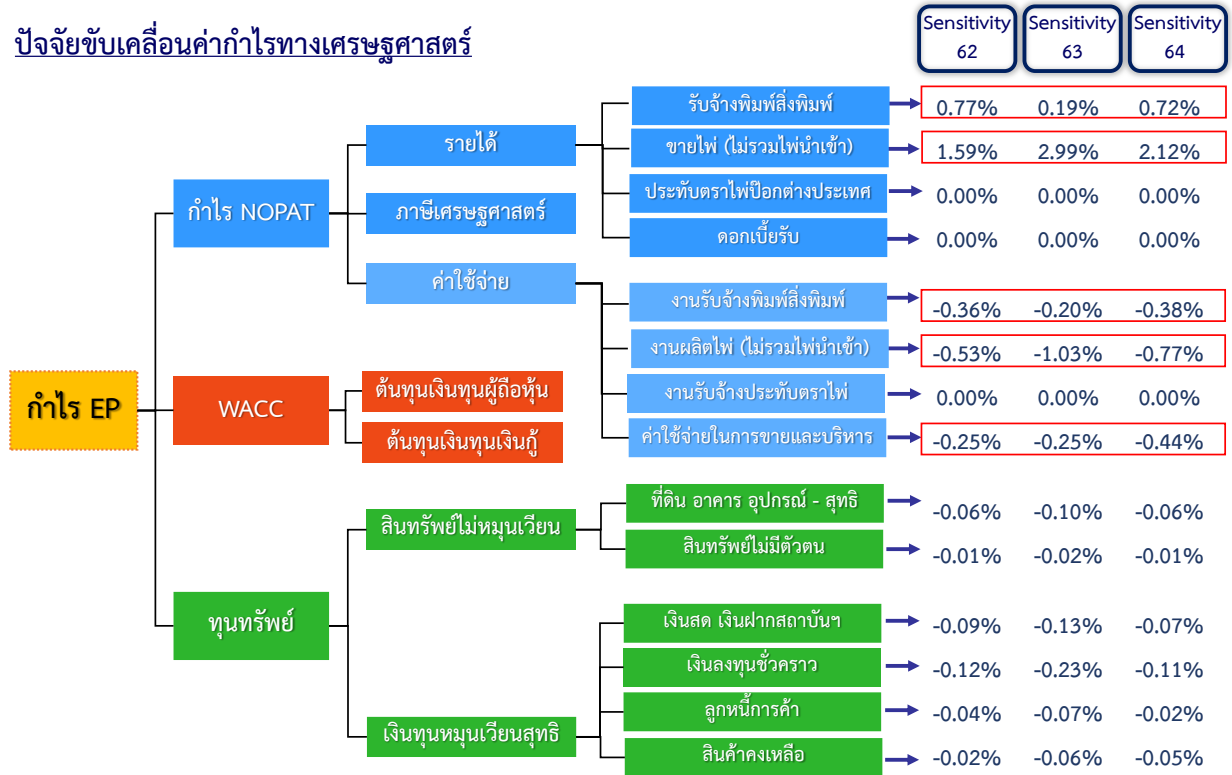 ปัจจัยขับเคลื่อนค่ากำไรทางเศรษฐศาสตร์
Sensitivity
62
Sensitivity
63
Sensitivity
64
กำไร EP
กำไร NOPAT
รายได้
รับจ้างพิมพ์สิ่งพิมพ์ 0.77% 0.19% 0.72%
ขายไพ่ (ไม่รวมไพ่นำเข้า) 1.59% 2.99% 2.12%
ประทับตราไพ่ป๊อกต่างประเทศ 0.00% 0.00% 0.00%
ดอกเบี้ยรับ 0.00% 0.00% 0.00%
ภาษีเศรษฐศาสตร์
ค่าใช้จ่าย
งานรับจ้างพิมพ์สิ่งพิมพ์ -0.36% -0.20% -0.38%
งานผลิตไพ่ (ไม่รวมไพ่นำเข้า) -0.53% -1.03% -0.77%
งานรับจ้างประทับตราไพ่ 0.00% 0.00% 0.00%
ค่าใช้จ่ายในการขายและบริหาร -0.25% -0.25% -0.44%
WACC
ต้นทุนเงินทุนผู้ถือหุ้น
ต้นทุนเงินทุนเงินกู้
ทุนทรัพย์
สินทรัพย์ไม่หมุนเวียน
ที่ดิน อาคาร อุปกรณ์ - สุทธิ -0.06% -0.10% -0.06%
สินทรัพย์ไม่มีตัวตน -0.01% -0.02% -0.01%
เงินทุนหมุนเวียนสุทธิ
เงินสด เงินฝากสถาบันฯ -0.09% -0.13% -0.07%
เงินลงทุนชั่วคราว -0.12% -0.23% -0.11%
ลูกหนี้การค้า -0.04% -0.07% -0.02%
สินค้าคงเหลือ -0.02% -0.06% -0.05%